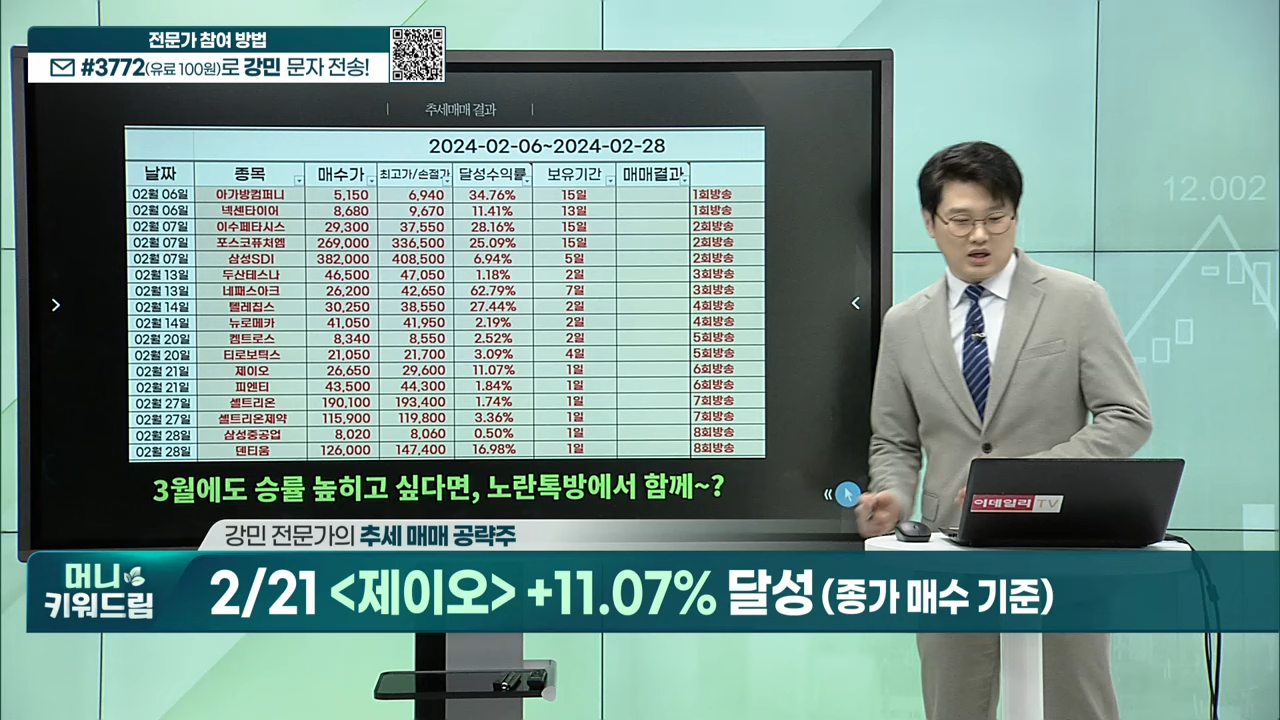 전문가 참여 방법
#3772(유료 100원)로 강민 문자 전송!
추세매매 결과
2024-02-06~2024-02-28
날짜 종목 매수가 최고가/손절가 달성수익률 보유기간 매매결과
02월 06일 아가방컴퍼니 5,150 6,940 34.76% 15일 1회방송
02월 06일 넥센타이어 8,680 9,670 11.41% 13일 1회방송
02월 07일 이수페타시스 29,300 37,550 28.16% 15일 2회방송
02월 07일 포스코퓨처엠 269,000 336,500 25.09% 15일 2회방송
02월 07일 삼성SDI 382,000 408,500 6.94% 5일 2회방송
02월 13일 두산테스나 46,500 47,050 1.18% 2일 3회방송
02월 13일 네패스아크 26,200 42,650 62.79% 7일 3회방송
02월 14일 텔레칩스 30,250 38,550 27.44% 2일 4회방송
02월 14일 뉴로메카 41,050 41,950 2.19% 2일 4회방송
02월 20일 켐트로스 8,340 8,550 2.52% 2일 5회방송
02월 20일 티로보틱스 21,050 21,700 3.09% 4일 5회방송
02월 21일 제이오 26,650 29,600 11.07% 1일 6회방송
02월 21일 피엔티 43,500 44,300 1.84% 1일 6회방송
02월 27일 셀트리온 190,100 193,400 1.74% 1일 7회방송
02월 27일 셀트리온제약 115,900 119,800 3.36% 1일 7회방송
02월 28일 삼성중공업 8,020 8,060 0.50% 1일 8회방송
02월 28일 덴티움 126,000 147,400 16.98% 1일 8회방송
3월에도 승률 높히고 싶다면, 노란톡방에서 함께~?
12.002
이데일리TV
강민 전문가의 추세 매매 공략주
머니
키워드림
2/21 <제이오> +11.07% 달성 (종가 매수 기준)